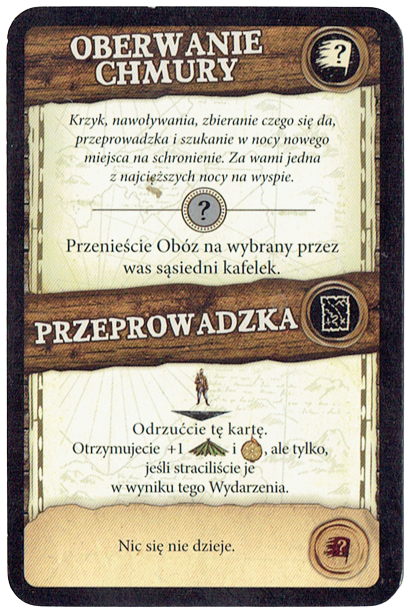 OBERWANIE
CHMURY
?
Krzyk, nawoływania, zbieranie czego się da,
przeprowadzka i szukanie w nocy nowego
miejsca na schronienie. Za wami jedna
z najcięższych nocy na wyspie.
?
Przenieście Obóz na wybrany przez
was sąsiedni kafelek.
PRZEPROWADZKA
Odrzućcie tę kartę.
Otrzymujecie +1 i , ale tylko,
jeśli straciliście je
w wyniku tego Wydarzenia.
Nic się nie dzieje.
?